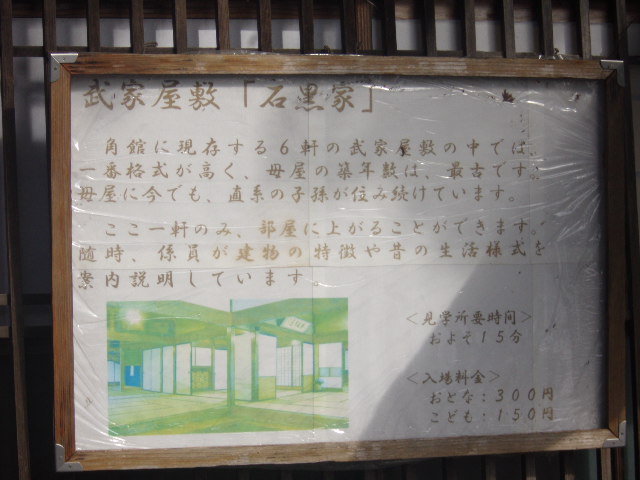 武家屋敷「石黒家」
角館に現存する6軒の武家屋敷の中では、
一番格式が高く、母屋の築年数は、最古です。
母屋に今でも、直系の子孫が住み続けています。
ここ一軒のみ、部屋に上がることができます。
随時、係員が建物の特徴や昔の生活様式を
案内説明しています。
＜見学所要時間＞
およそ15分
＜入場料金＞
おとな：300円
こども：150円